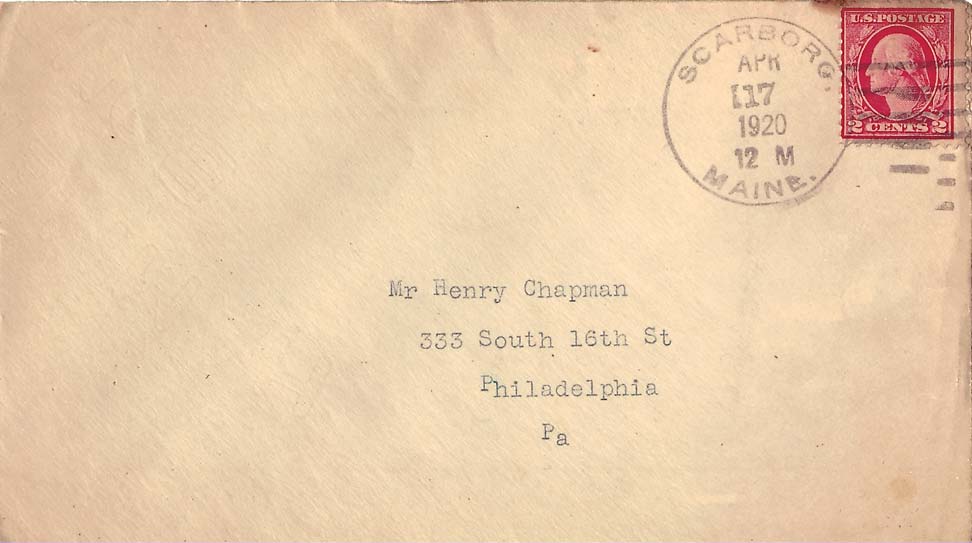 SCARBORO,
APR
17
1920
12 M
MAINE.
U.S. POSTAGE
2 CENTS 2
Mr Henry Chapman
333 South 16th St
Philadelphia
Pa